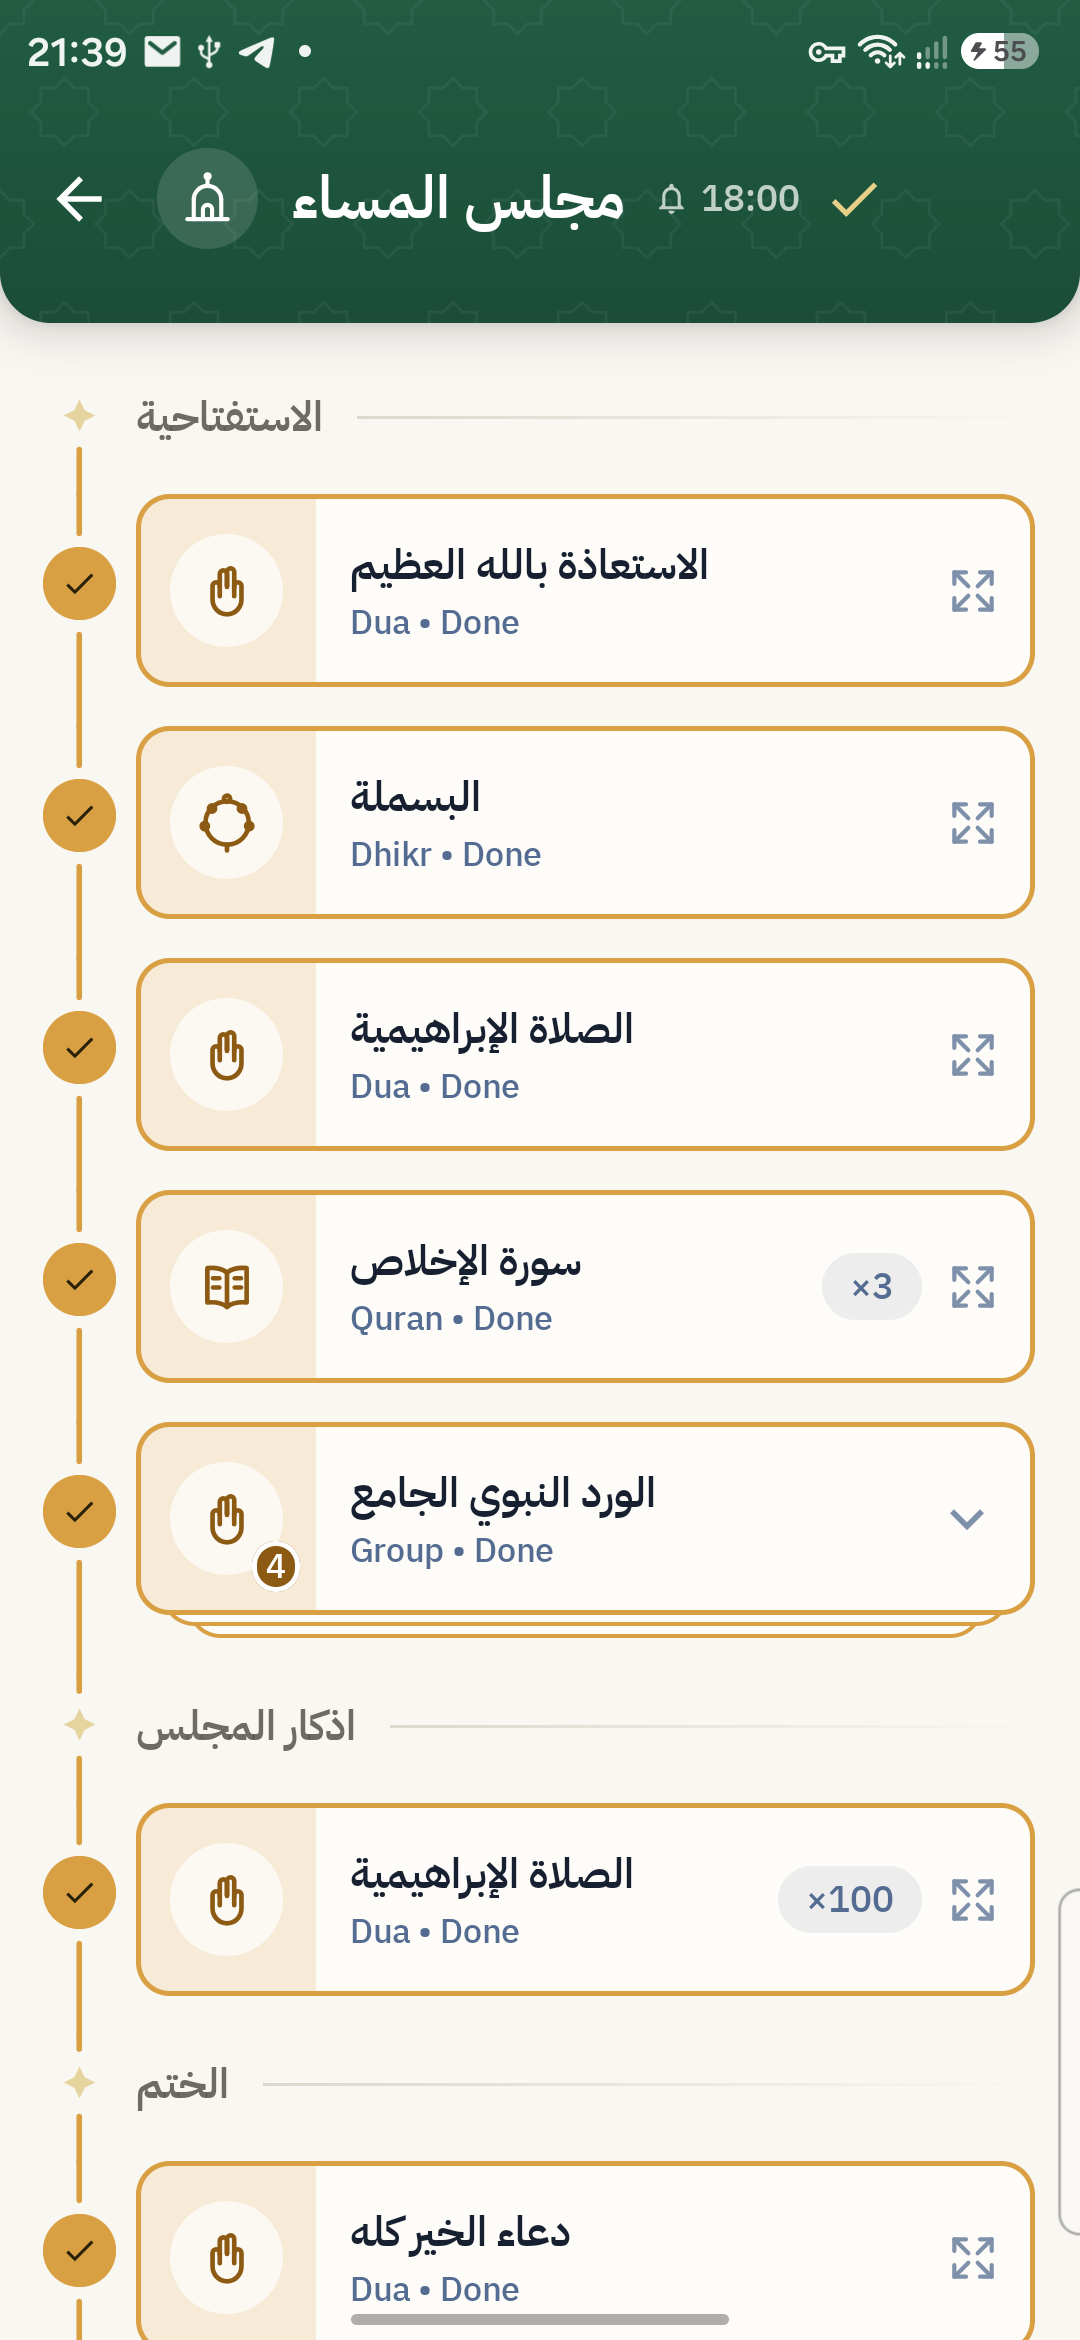 21:39
55
مجلس المساء
18:00
الاستفتاحية
الاستعاذة بالله العظيم
Dua • Done
البسملة
Dhikr • Done
الصلاة الإبراهيمية
Dua • Done
سورة الإخلاص
Quran • Done
×3
الورد النبوي الجامع
Group • Done
4
اذكار المجلس
الصلاة الإبراهيمية
Dua • Done
×100
الختم
دعاء الخير كله
Dua • Done